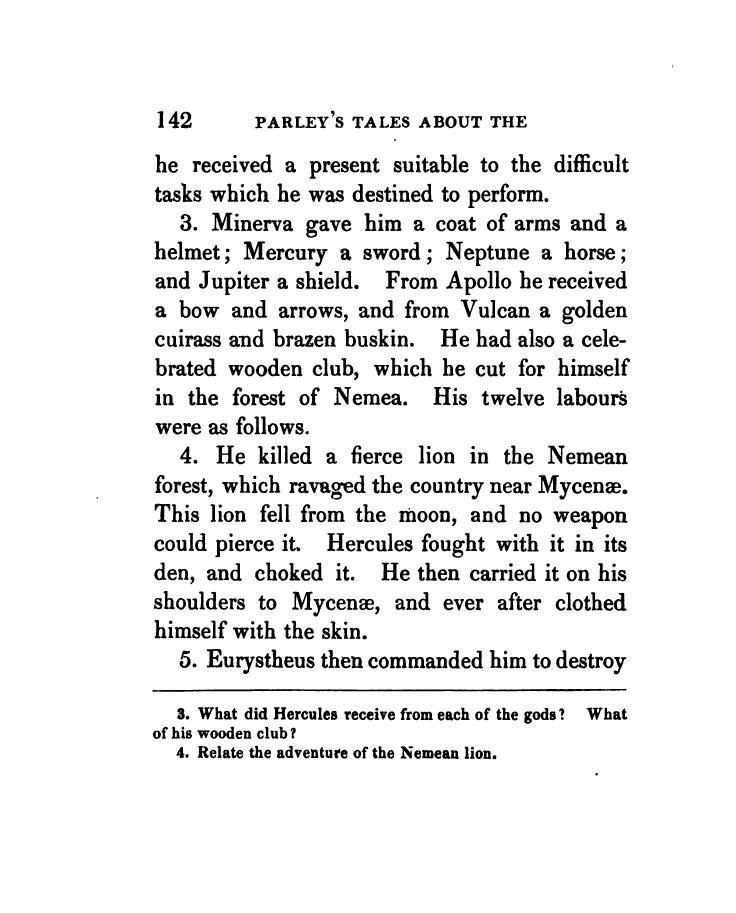 142 PARLEY'S TALES ABOUT THE
he received a present suitable to the difficult
tasks which he was destined to perform.
3. Minerva gave him a coat of arms and a
helmet; Mercury a sword; Neptune a horse;
and Jupiter a shield. From Apollo he received
a bow and arrows, and from Vulcan a golden
cuirass and brazen buskin. He had also a cele-
brated wooden club, which he cut for himself
in the forest of Nemea. His twelve labours
were as follows.
4. He killed a fierce lion in the Nemean
forest, which ravaged the country near Mycenæ.
This lion fell from the moon, and no weapon
could pierce it. Hercules fought with it in its
den, and choked it. He then carried it on his
shoulders to Mycenæ, and ever after clothed
himself with the skin.
5. Eurystheus then commanded him to destroy
3. What did Hercules receive from each of the gods? What
of his wooden club?
4. Relate the adventure of the Nemean lion.